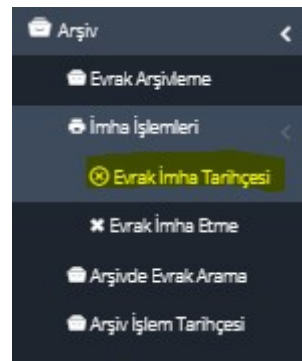 Arşiv
Evrak Arşivleme
İmha İşlemleri
Evrak İmha Tarihçesi
Evrak İmha Etme
Arşivde Evrak Arama
Arşiv İşlem Tarihçesi